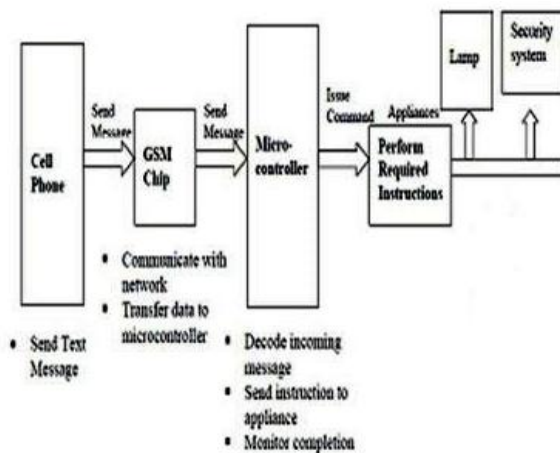 Security
system
Lamp
Issue
Command
Appliances
Send
Message
Send
Message
Cell
Phone
GSM
Chip
Micro-
controller
Perform
Required
Instructions
• Communicate with
network
• Transfer data to
microcontroller
• Send Text
Message
• Decode incoming
message
• Send instruction to
appliance
• Monitor completion